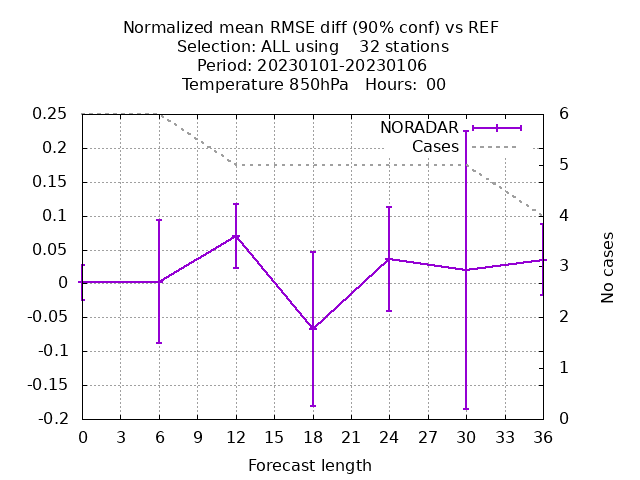 Normalized mean RMSE diff (90% conf) vs REF
Selection: ALL using    32 stations
Period: 20230101-20230106
Temperature 850hPa   Hours:  00
NORADAR
Cases
0.25
0.2
0.15
0.1
0.05
0
-0.05
-0.1
-0.15
-0.2
6
5
4
3
2
1
0
No cases
0 3 6 9 12 15 18 21 24 27 30 33 36
Forecast length